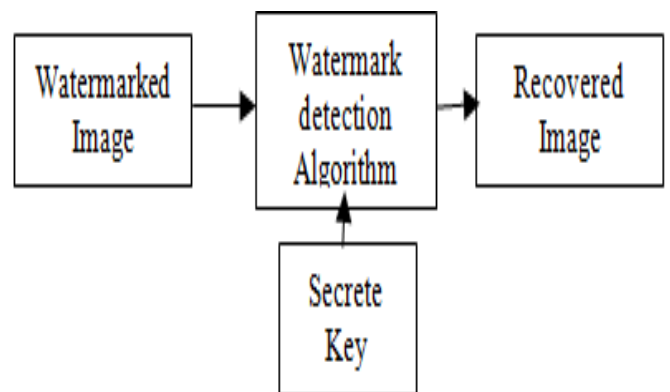 Watermarked
Image
Watermark
detection
Algorithm
Recovered
Image
Secrete
Key